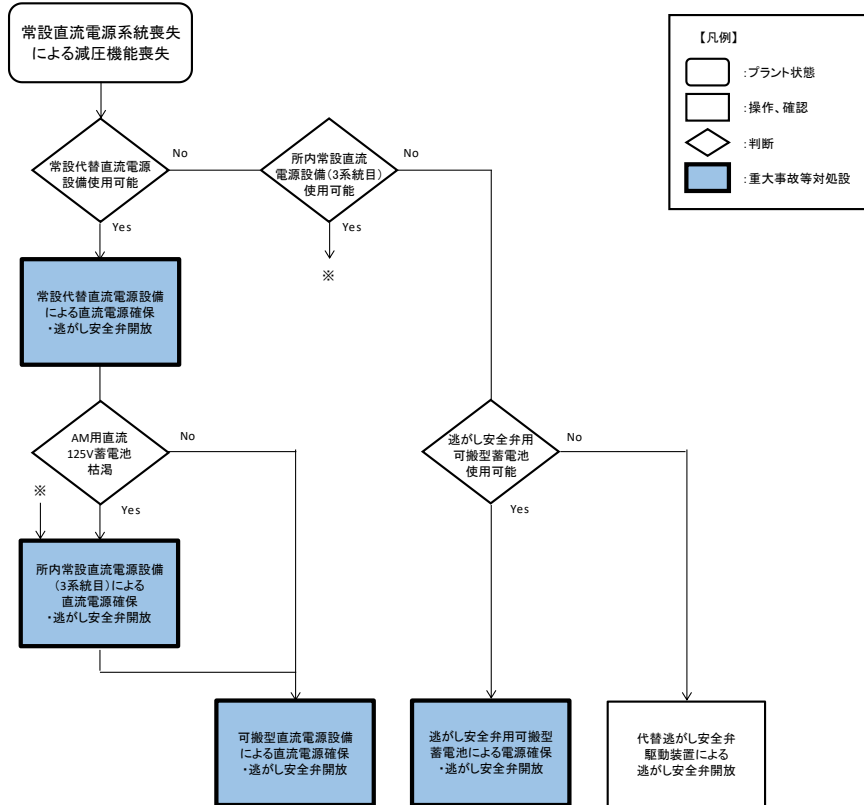 常設直流電源系統喪失
による減圧機能喪失
【凡例】
:プラント状態
:操作、確認
:判断
:重大事故等対処設
常設代替直流電源
設備使用可能
No
Yes
所内常設直流
電源設備(3系統目)
使用可能
No
Yes
※
常設代替直流電源設備
による直流電源確保
・逃がし安全弁開放
AM用直流
125V蓄電池
枯渇
No
Yes
※
逃がし安全弁用
可搬型蓄電池
使用可能
No
Yes
所内常設直流電源設備
(3系統目)による
直流電源確保
・逃がし安全弁開放
可搬型直流電源設備
による直流電源確保
・逃がし安全弁開放
逃がし安全弁用可搬型
蓄電池による電源確保
・逃がし安全弁開放
代替逃がし安全弁
駆動装置による
逃がし安全弁開放